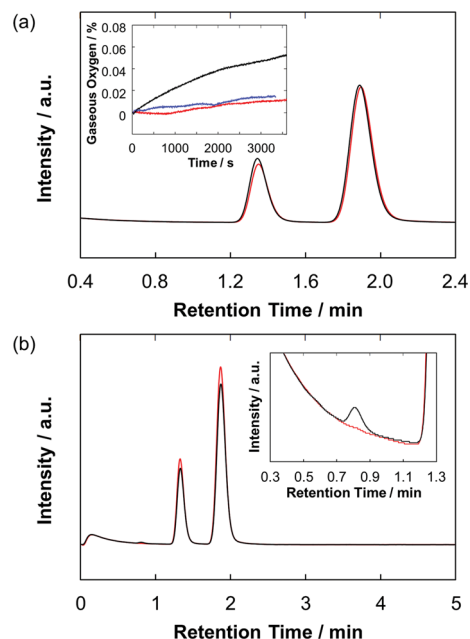 (a)
Gaseous Oxygen / %
0.08
0.06
0.04
0.02
0
0 1000 2000 3000
Time / s
Intensity / a.u.
0.4 0.8 1.2 1.6 2.0 2.4
Retention Time / min
(b)
Intensity / a.u.
0.3 0.5 0.7 0.9 1.1 1.3
Retention Time / min
Intensity / a.u.
0 1 2 3 4 5
Retention Time / min